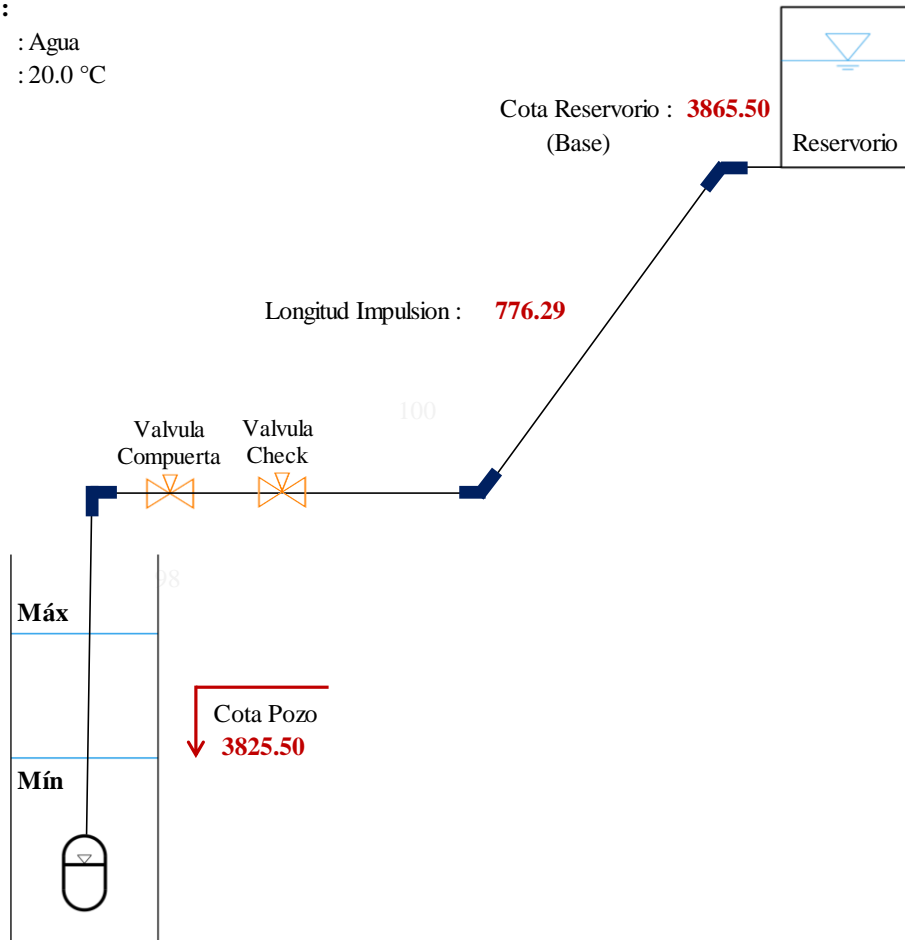 :
: Agua
: 20.0 °C
Cota Reservorio : 3865.50
(Base)
Reservorio
Longitud Impulsion : 776.29
100
Valvula
Compuerta
Valvula
Check
98
Máx
Cota Pozo
3825.50
Mín